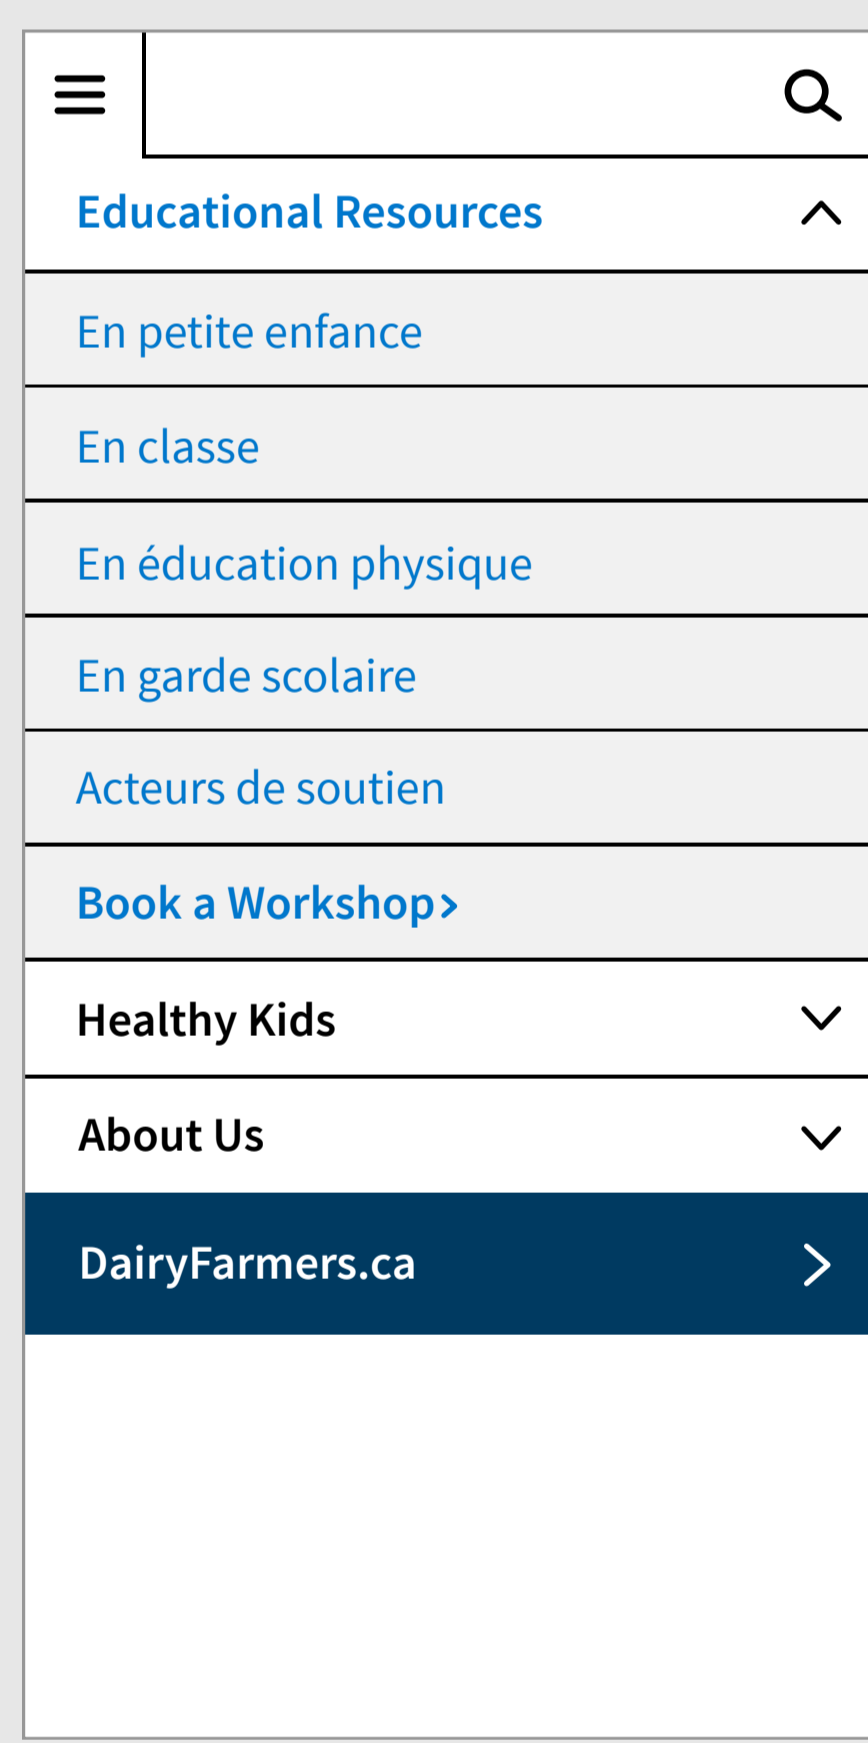 Educational Resources
En petite enfance
En classe
En éducation physique
En garde scolaire
Acteurs de soutien
Book a Workshop>
Healthy Kids
About Us
DairyFarmers.ca